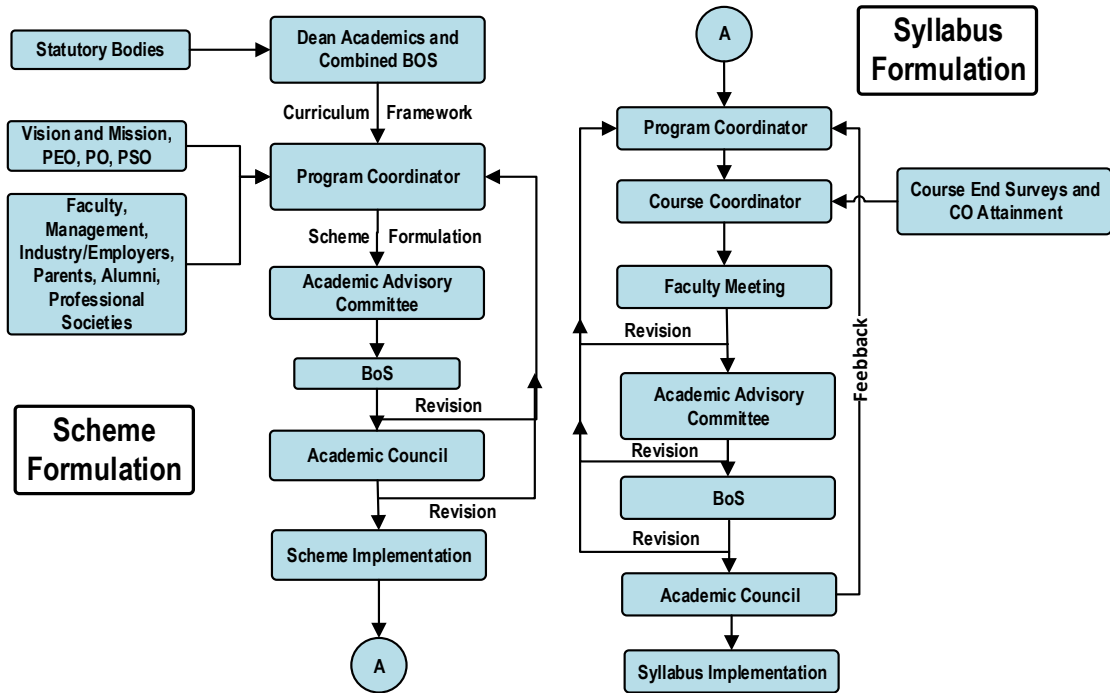 Statutory Bodies
Dean Academics and
Combined BOS
Curriculum Framework
Vision and Mission,
PEO, PO, PSO
Program Coordinator
Faculty,
Management,
Industry/Employers,
Parents, Alumni,
Professional
Societies
Scheme Formulation
Academic Advisory
Committee
BoS
Revision
Scheme
Formulation
Academic Council
Revision
Scheme Implementation
A
A
Syllabus
Formulation
Program Coordinator
Course Coordinator
Course End Surveys and
CO Attainment
Faculty Meeting
Revision
Feebback
Academic Advisory
Committee
Revision
BoS
Revision
Academic Council
Syllabus Implementation